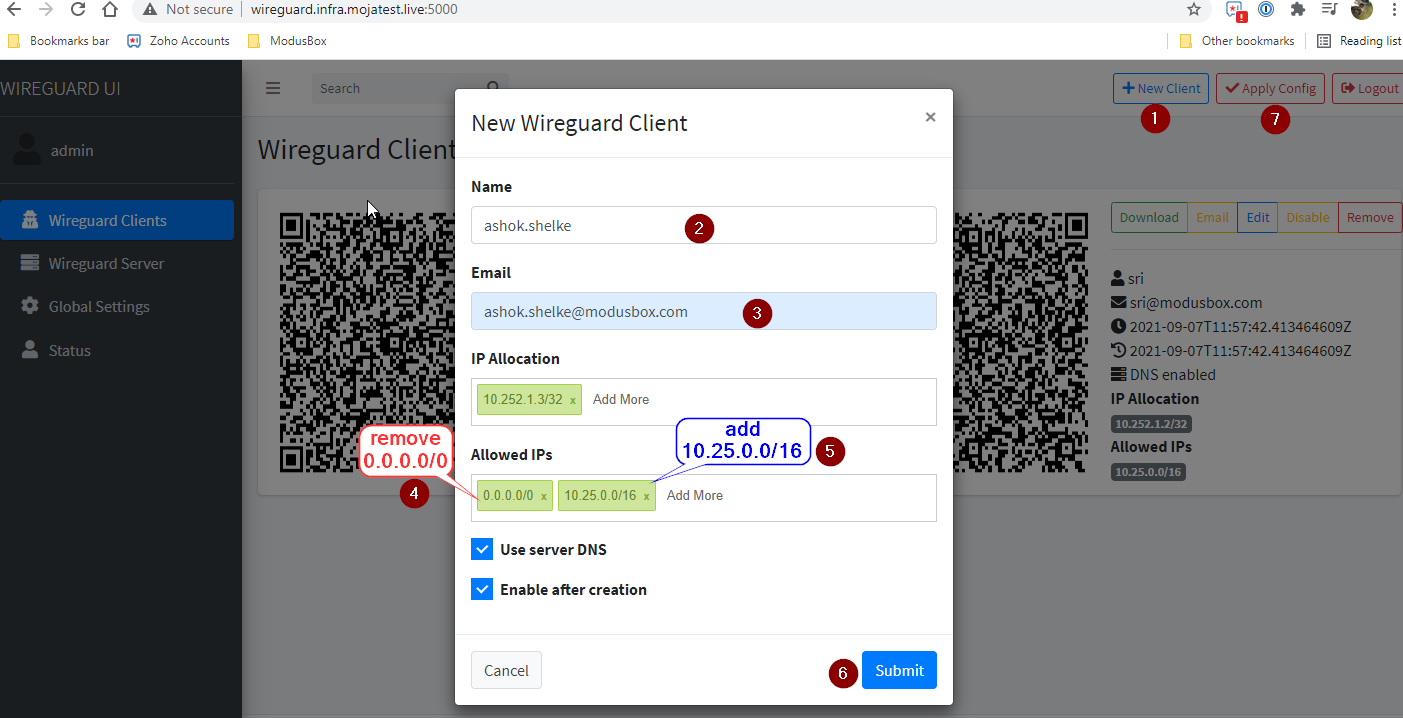 Not secure | wireguard.infra.mojatest.live:5000
Bookmarks bar Zoho Accounts ModusBox Other bookmarks Reading list
WIREGUARD UI
Search
New Client Apply Config Logout
1 7
admin
Wireguard Client
Wireguard Clients
Wireguard Server
Global Settings
Status
New Wireguard Client
×
Name
ashok.shelke
2
Email
ashok.shelke@modusbox.com
3
IP Allocation
10.252.1.3/32 x Add More
add
10.25.0.0/16
5
remove
0.0.0.0/0
4
Allowed IPs
0.0.0.0/0 x 10.25.0.0/16 x Add More
Use server DNS
Enable after creation
Cancel
6
Submit
Download Email Edit Disable Remove
sri
sri@modusbox.com
2021-09-07T11:57:42.413464609Z
2021-09-07T11:57:42.413464609Z
DNS enabled
IP Allocation
10.252.1.2/32
Allowed IPs
10.25.0.0/16